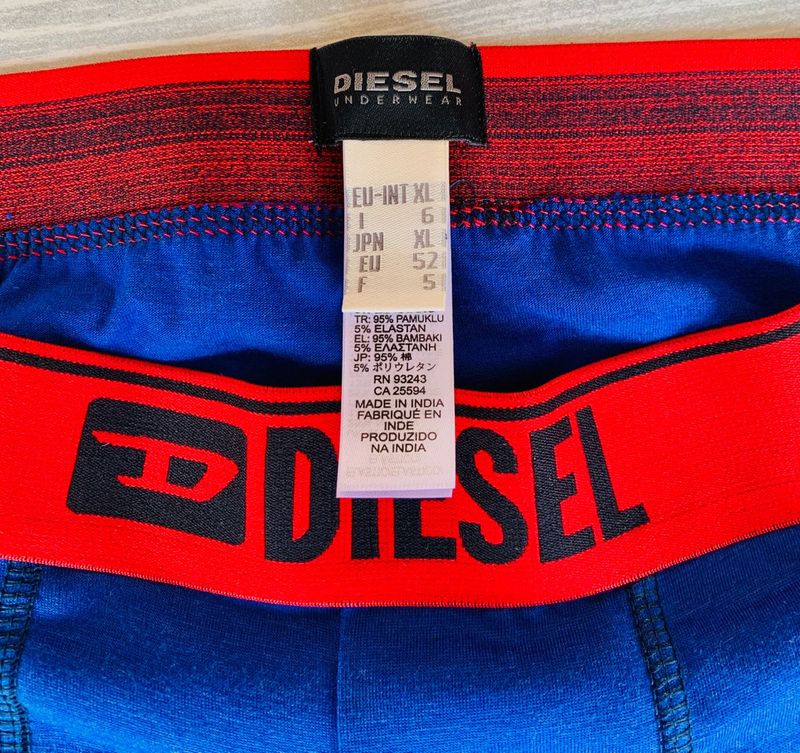 DIESEL
UNDERWEAR
EU-INT XL
I 6
JPN XL
EU 52
F 5
TR: 95% PAMUKLU
5% ELASTAN
EL: 95% ΒΑΜΒΑΚΙ
5% ΕΛΑΣΤΑΝΗ
JP: 95% 棉
5% ポリウレタン
RN 93243
CA 25594
MADE IN INDIA
FABRIQUÉ EN
INDE
PRODUZIDO
NA INDIA
D DIESEL